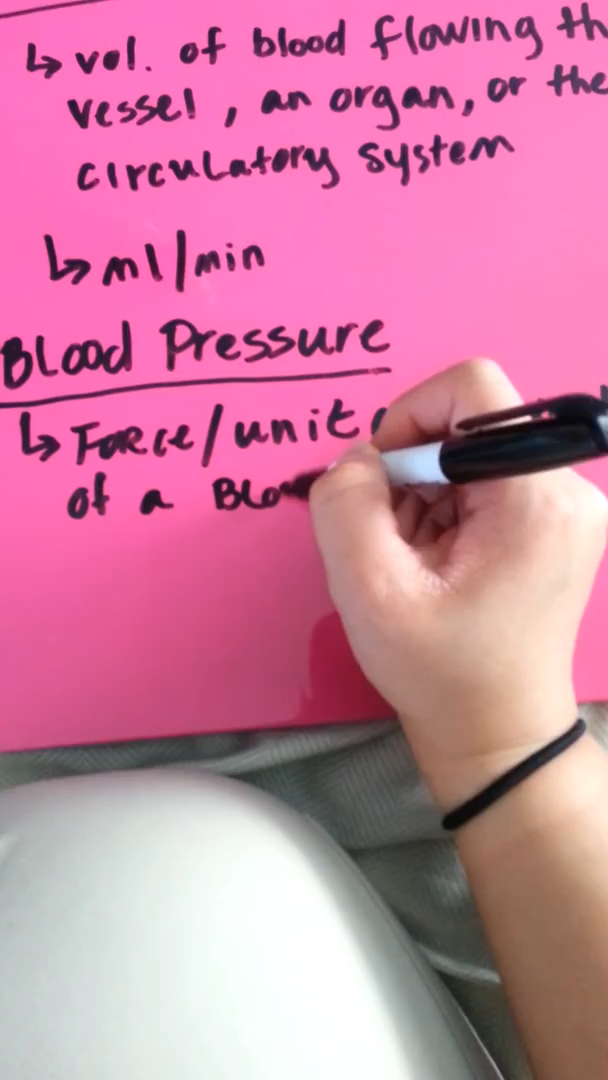 ↳ vol. of blood flowing th
vessel, an organ, or the
circulatory system
↳ ml/min
Blood Pressure
↳ Force/unit
of a Blo